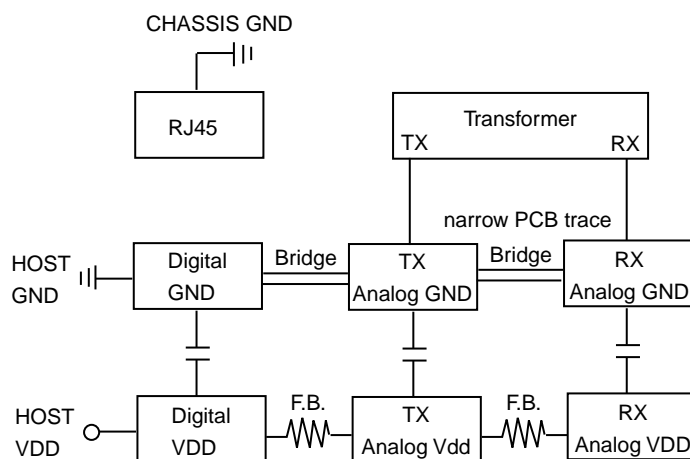 CHASSIS GND
RJ45
Transformer
TX
RX
narrow PCB trace
HOST
GND
Digital
GND
Bridge
TX
Analog GND
Bridge
RX
Analog GND
HOST
VDD
Digital
VDD
F.B.
TX
Analog Vdd
F.B.
RX
Analog VDD